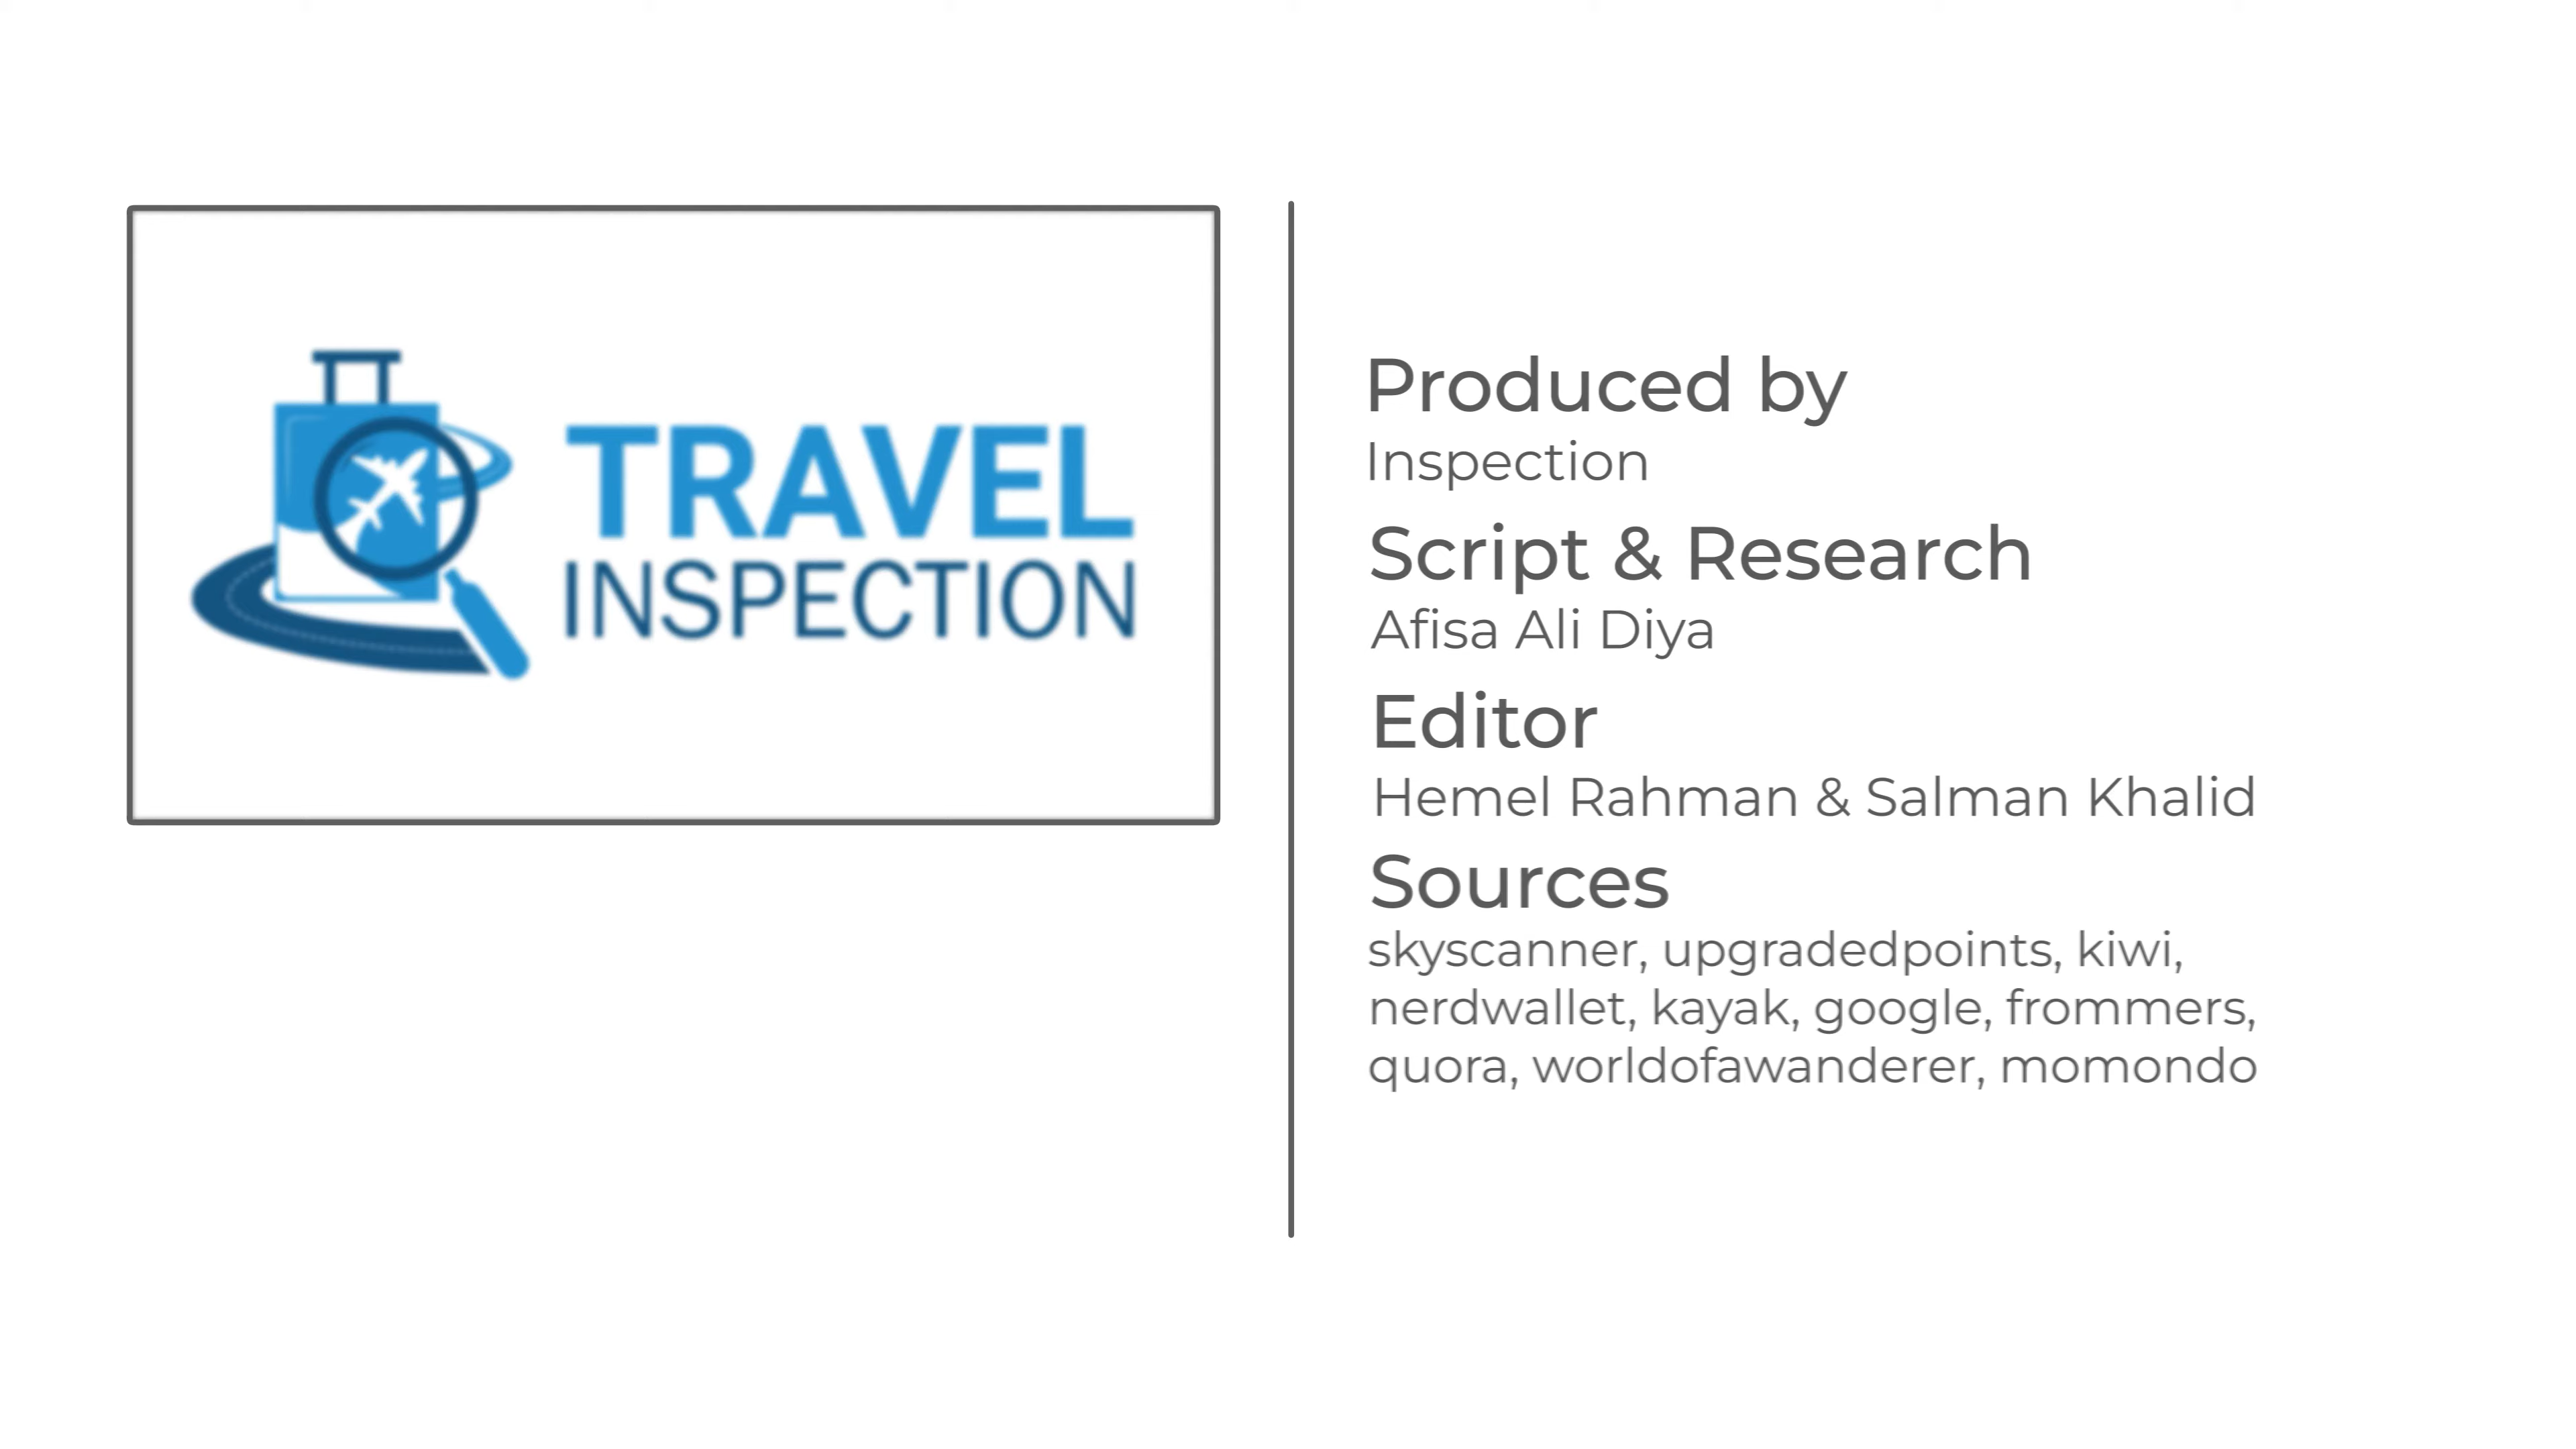 TRAVEL
INSPECTION
Produced by
Inspection
Script & Research
Afisa Ali Diya
Editor
Hemel Rahman & Salman Khalid
Sources
skyscanner, upgradedpoints, kiwi,
nerdwallet, kayak, google, frommers,
quora, worldofawanderer, momondo